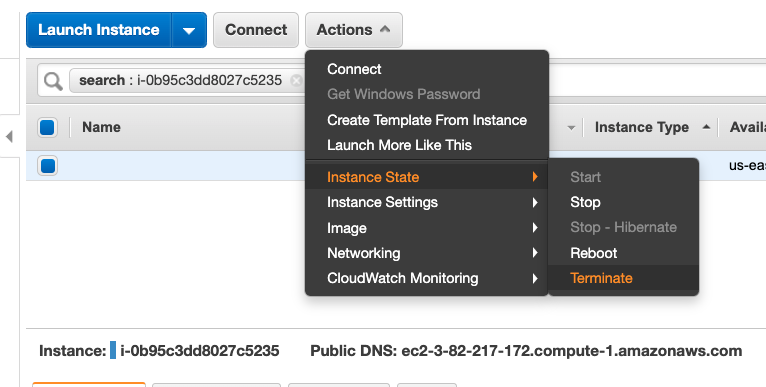 Launch Instance Connect Actions
search : i-0b95c3dd8027c5235
Connect
Get Windows Password
Create Template From Instance
Launch More Like This
Name Instance Type Availa
us-eas
Instance State
Instance Settings
Image
Networking
CloudWatch Monitoring
Start
Stop
Stop - Hibernate
Reboot
Terminate
Instance: i-0b95c3dd8027c5235 Public DNS: ec2-3-82-217-172.compute-1.amazonaws.com